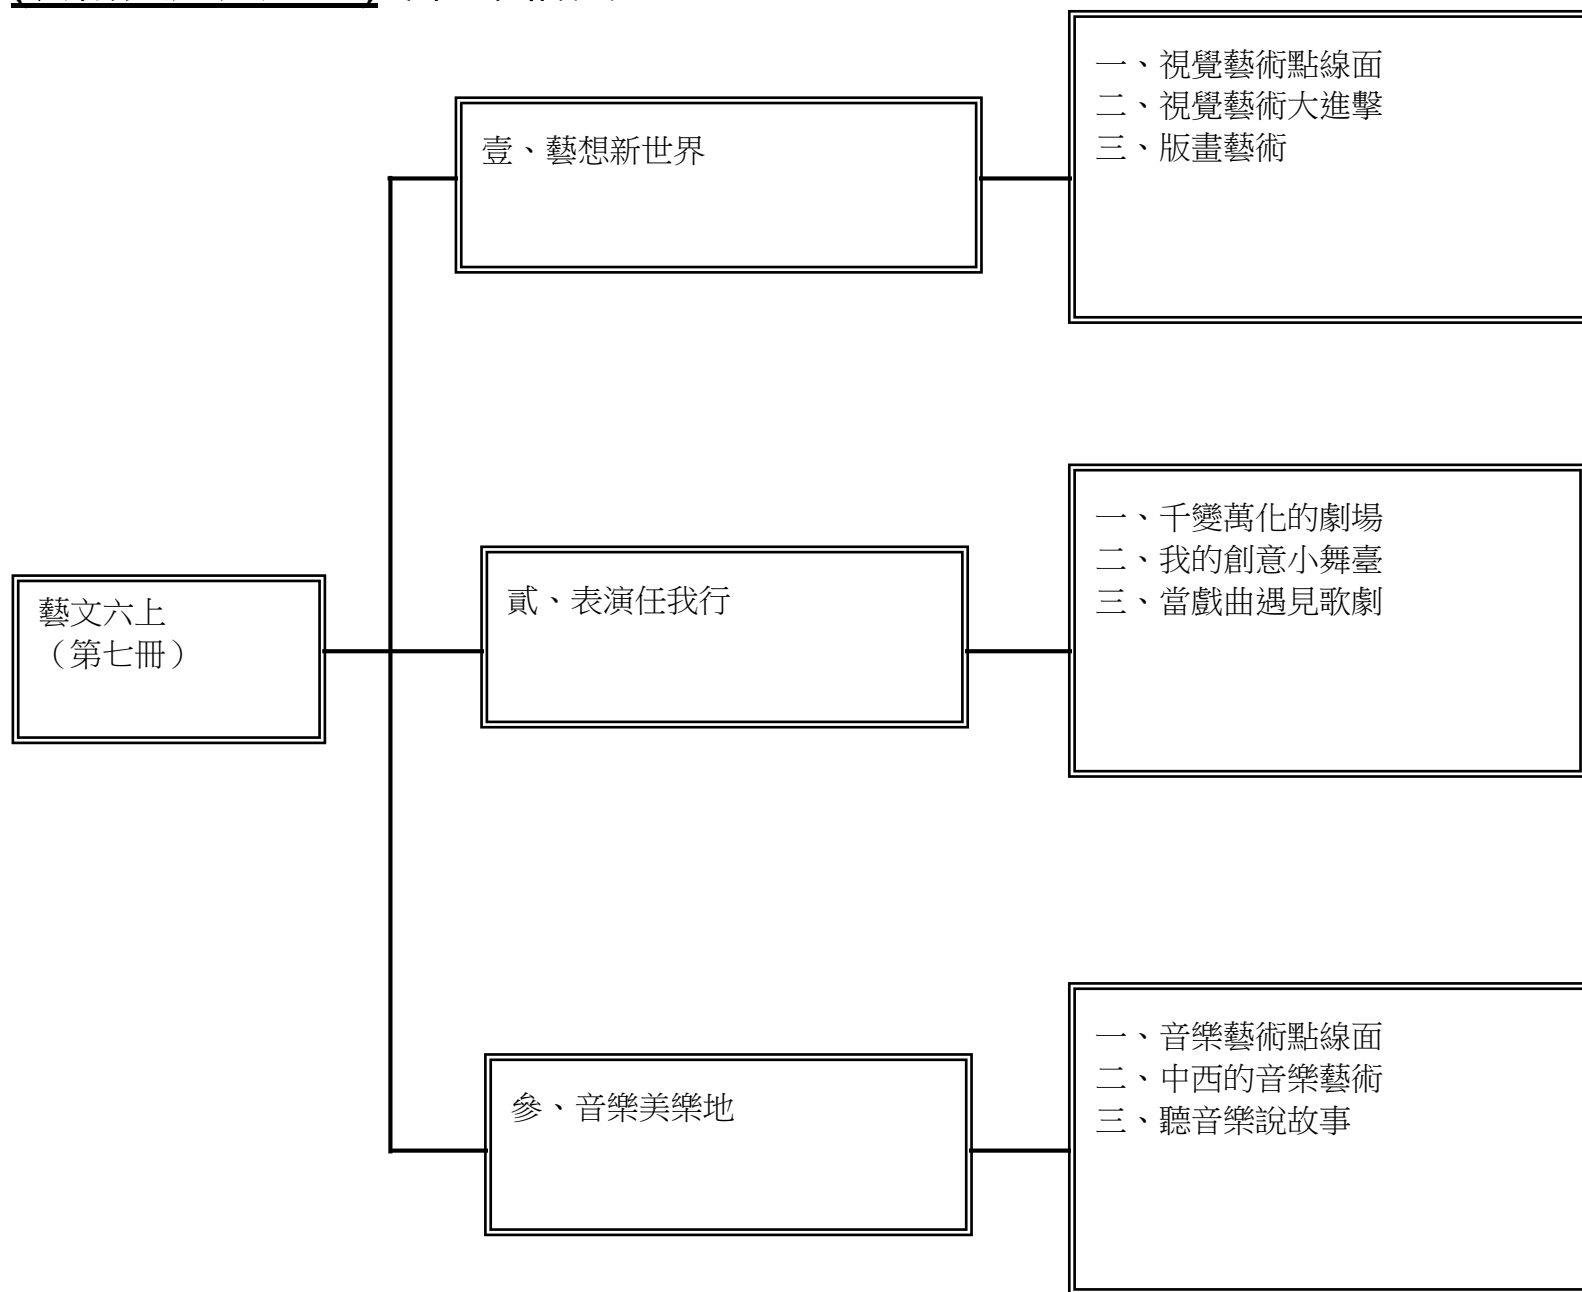 藝文六上
（第七冊）
壹、藝想新世界
一、視覺藝術點線面
二、視覺藝術大進擊
三、版畫藝術
貳、表演任我行
一、千變萬化的劇場
二、我的創意小舞臺
三、當戲曲遇見歌劇
參、音樂美樂地
一、音樂藝術點線面
二、中西的音樂藝術
三、聽音樂說故事